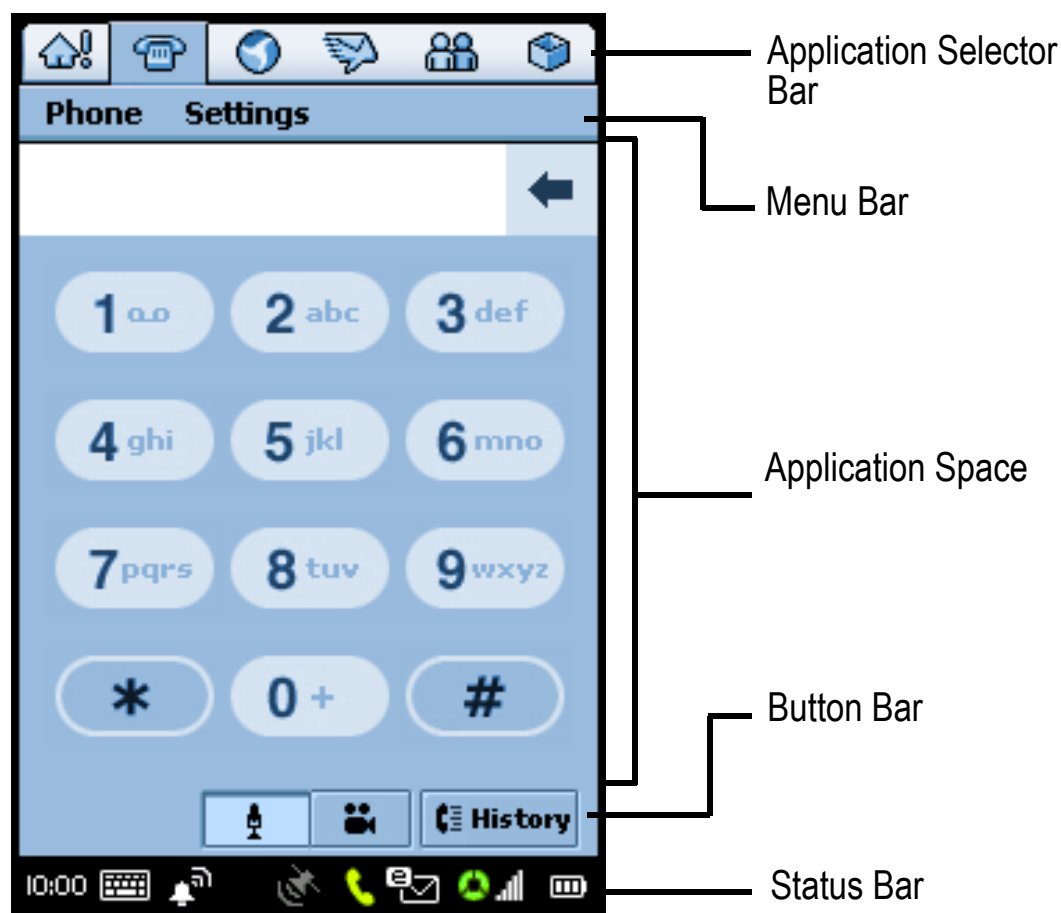 Application Selector
Bar
Phone Settings
Menu Bar
1
2 abc
3 def
4 ghi
5 jkl
6 mno
Application Space
7 pqrs
8 tuv
9 wxyz
*
0 +
#
Button Bar
History
10:00
e
Status Bar